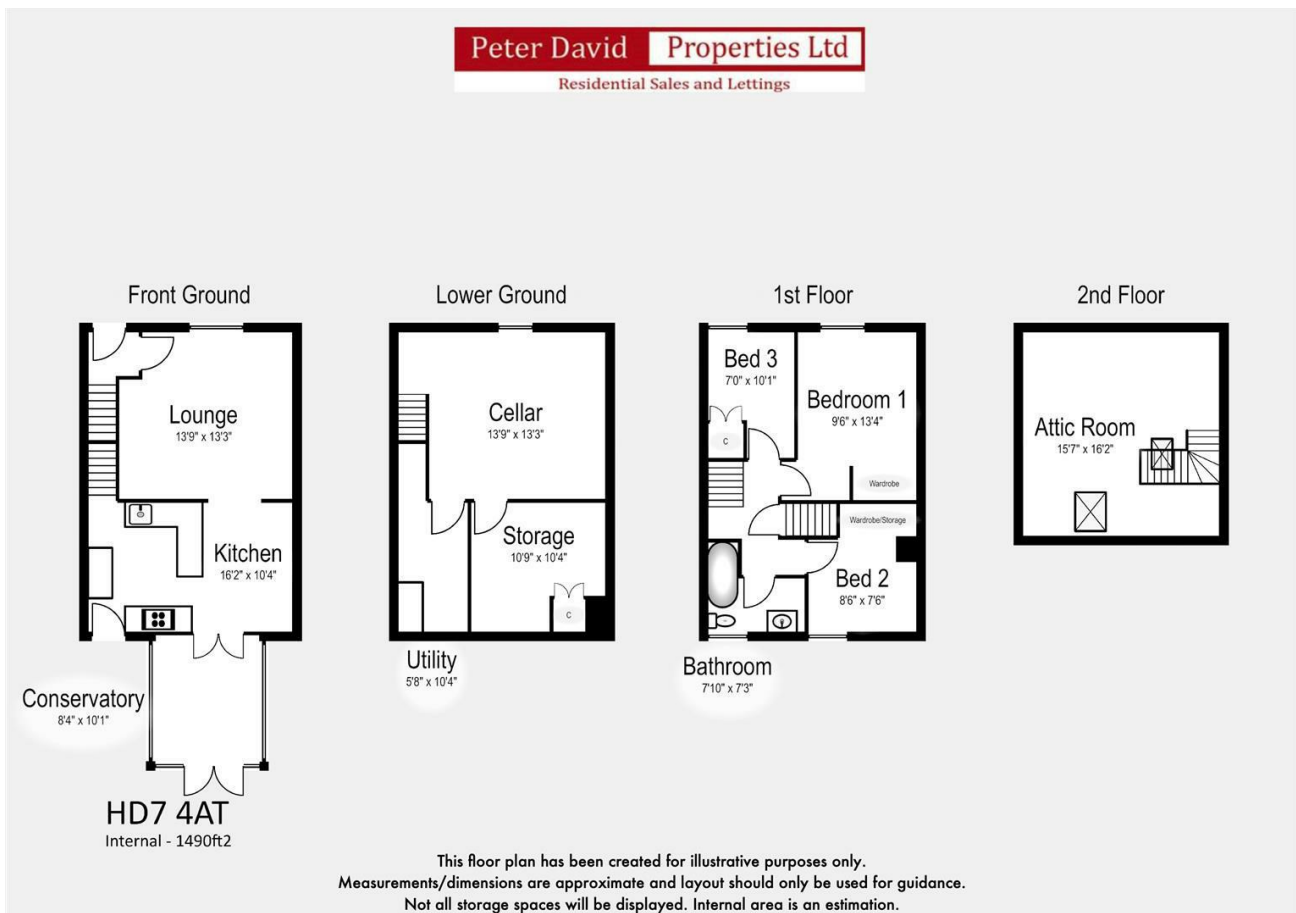 Peter David Properties Ltd
Residential Sales and Lettings
Front Ground
Lounge
13'9" x 13'3"
Kitchen
16'2" x 10'4"
Conservatory
8'4" x 10'1"
HD7 4AT
Internal - 1490ft2
Lower Ground
Cellar
13'9" x 13'3"
Storage
10'9" x 10'4"
C
Utility
5'8" x 10'4"
1st Floor
Bed 3
7'0" x 10'1"
C
Bedroom 1
9'6" x 13'4"
Wardrobe
Wardrobe/Storage
Bed 2
8'6" x 7'6"
Bathroom
7'10" x 7'3"
2nd Floor
Attic Room
15'7" x 16'2"
This floor plan has been created for illustrative purposes only.
Measurements/dimensions are approximate and layout should only be used for guidance.
Not all storage spaces will be displayed. Internal area is an estimation.